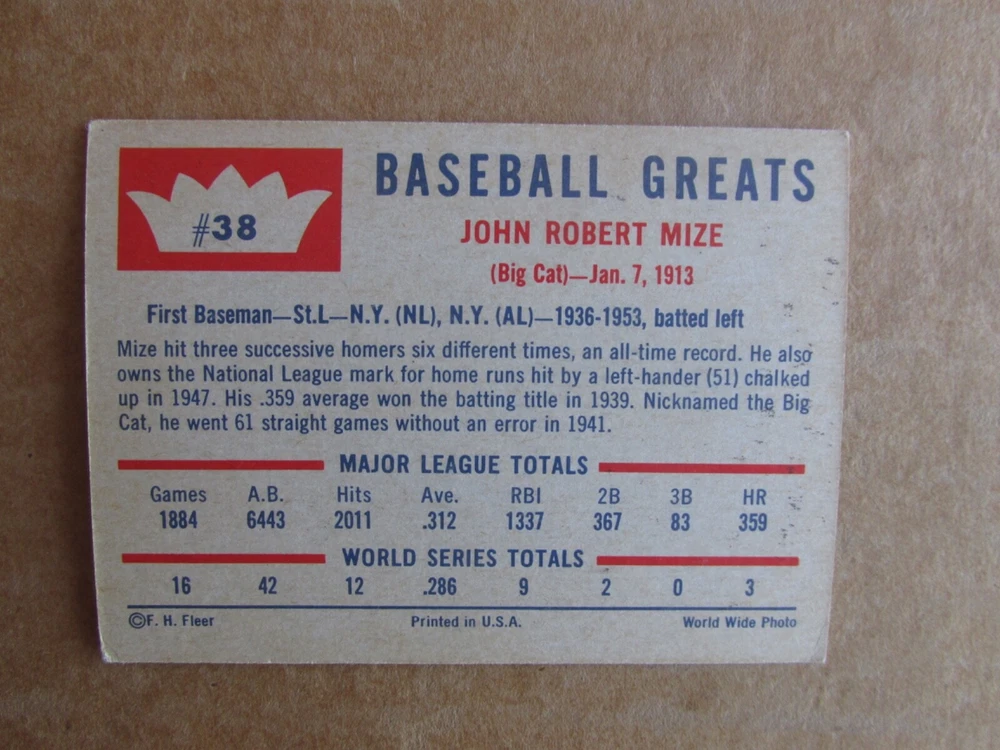 #38
BASEBALL GREATS
JOHN ROBERT MIZE
(Big Cat)—Jan. 7, 1913
First Baseman—St.L—N.Y. (NL), N.Y. (AL)—1936-1953, batted left
Mize hit three successive homers six different times, an all-time record. He also
owns the National League mark for home runs hit by a left-hander (51) chalked
up in 1947. His .359 average won the batting title in 1939. Nicknamed the Big
Cat, he went 61 straight games without an error in 1941.
MAJOR LEAGUE TOTALS
Games A.B. Hits Ave. RBI 2B 3B HR
1884 6443 2011 .312 1337 367 83 359
WORLD SERIES TOTALS
16 42 12 .286 9 2 0 3
©F. H. Fleer Printed in U.S.A. World Wide Photo